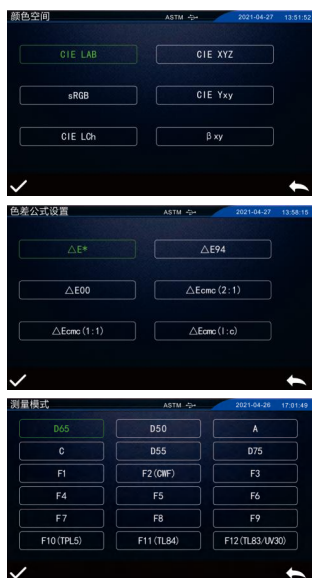 颜色空间 ASTM 2021-04-27 13:51:52
CIE LAB CIE XYZ
sRGB CIE Yxy
CIE LCh βxy
色差公式设置 ASTM 2021-04-27 13:58:15
△E* △E94
△E00 △Ecmc(2:1)
△Ecmc(1:1) △Ecmc(l:c)
测量模式 ASTM 2021-04-26 17:01:49
D65 D50 A
C D55 D75
F1 F2(CWF) F3
F4 F5 F6
F7 F8 F9
F10(TPL5) F11(TL84) F12(TL83/UV30)